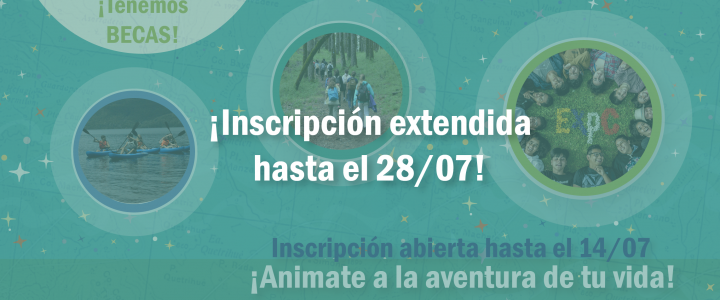 ¡Tenemos
BECAS!
¡Inscripción extendida
hasta el 28/07!
Inscripción abierta hasta el 14/07
¡Animate a la aventura de tu vida!